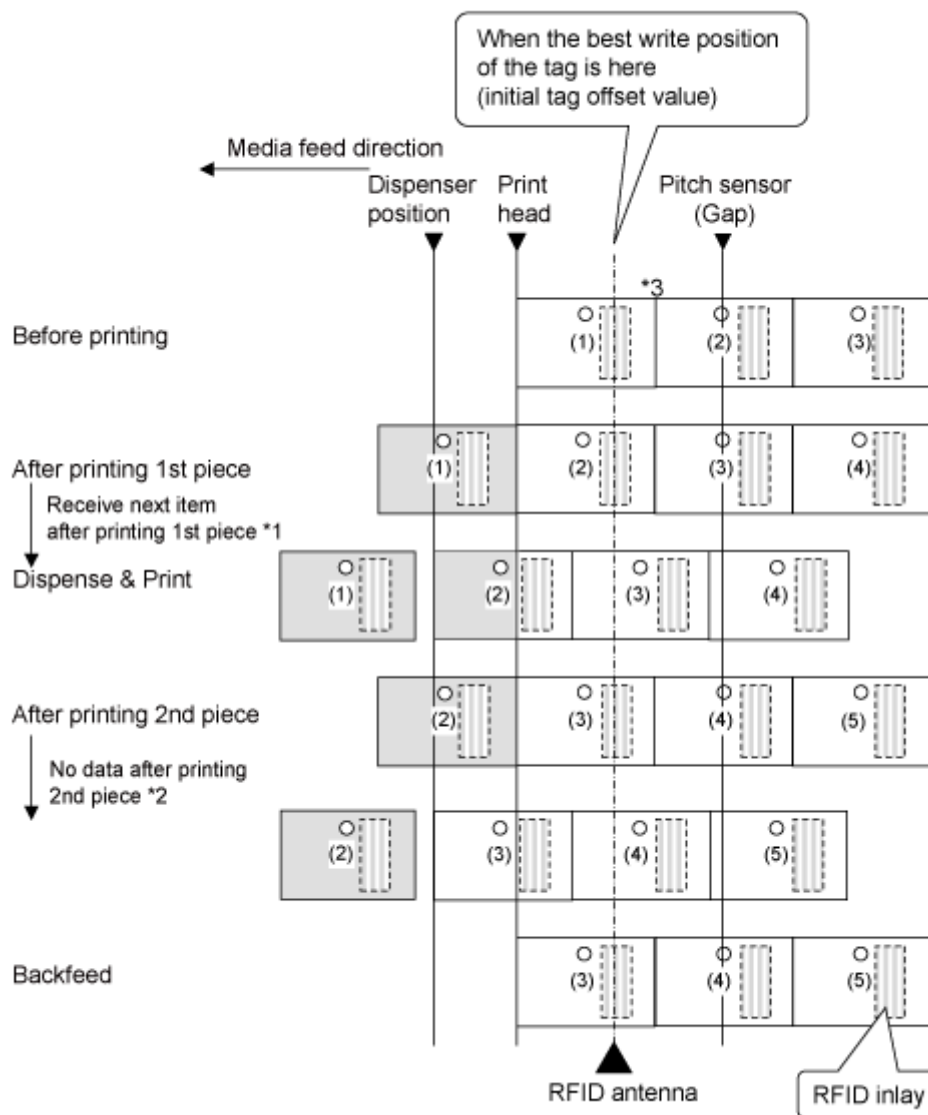 When the best write position
of the tag is here
(initial tag offset value)
Media feed direction
Dispenser
position
Print
head
Pitch sensor
(Gap)
*3
Before printing
(1) (2) (3)
After printing 1st piece
(1) (2) (3) (4)
Receive next item
after printing 1st piece *1
Dispense & Print
(1) (2) (3) (4)
After printing 2nd piece
(2) (3) (4) (5)
No data after printing
2nd piece *2
(2) (3) (4) (5)
Backfeed
(3) (4) (5)
RFID antenna
RFID inlay